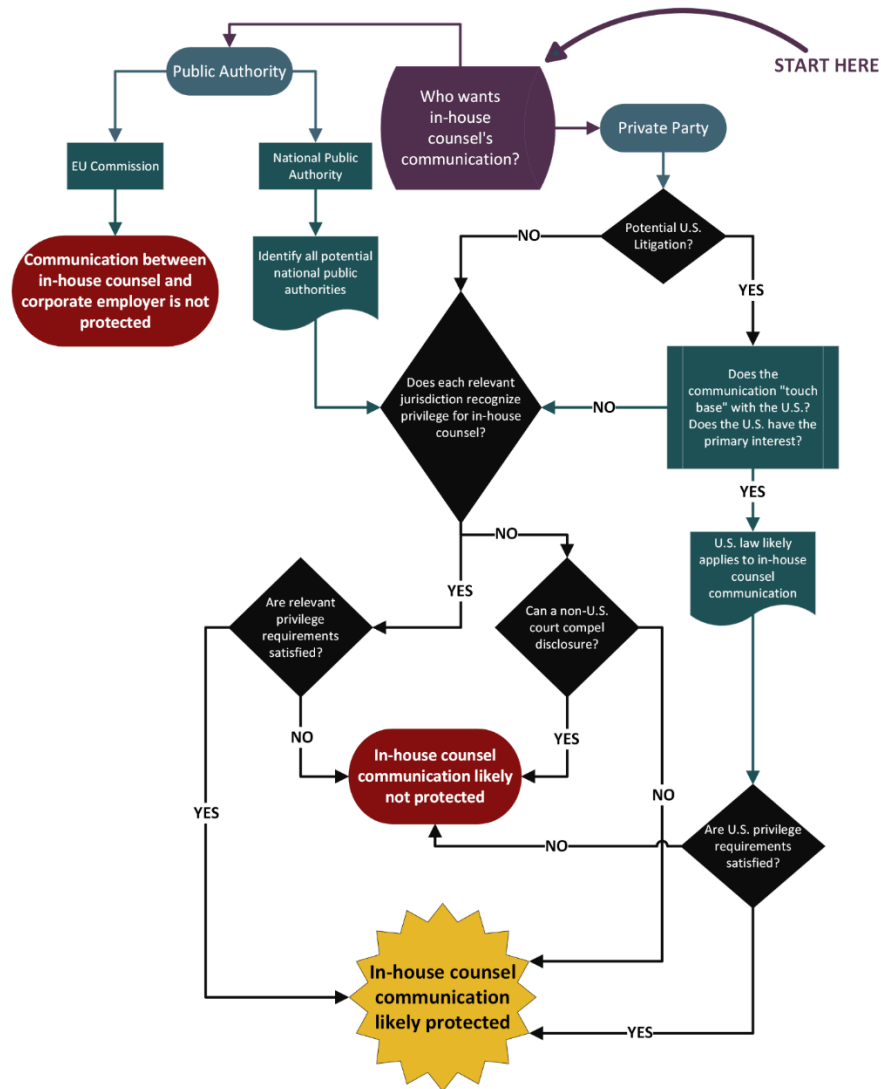 START HERE
Public Authority
Who wants
in-house
counsel's
communication?
Private Party
EU Commission
National Public
Authority
Communication between
in-house counsel and
corporate employer is not
protected
Identify all potential
national public
authorities
Potential U.S.
Litigation?
NO
YES
Does each relevant
jurisdiction recognize
privilege for in-house
counsel?
NO
Does the
communication "touch
base" with the U.S.?
Does the U.S. have the
primary interest?
YES
NO
YES
U.S. law likely
applies to in-house
counsel
communication
Are relevant
privilege
requirements
satisfied?
Can a non-U.S.
court compel
disclosure?
NO
YES
In-house counsel
communication likely
not protected
YES
NO
NO
Are U.S. privilege
requirements
satisfied?
In-house counsel
communication
likely protected
YES